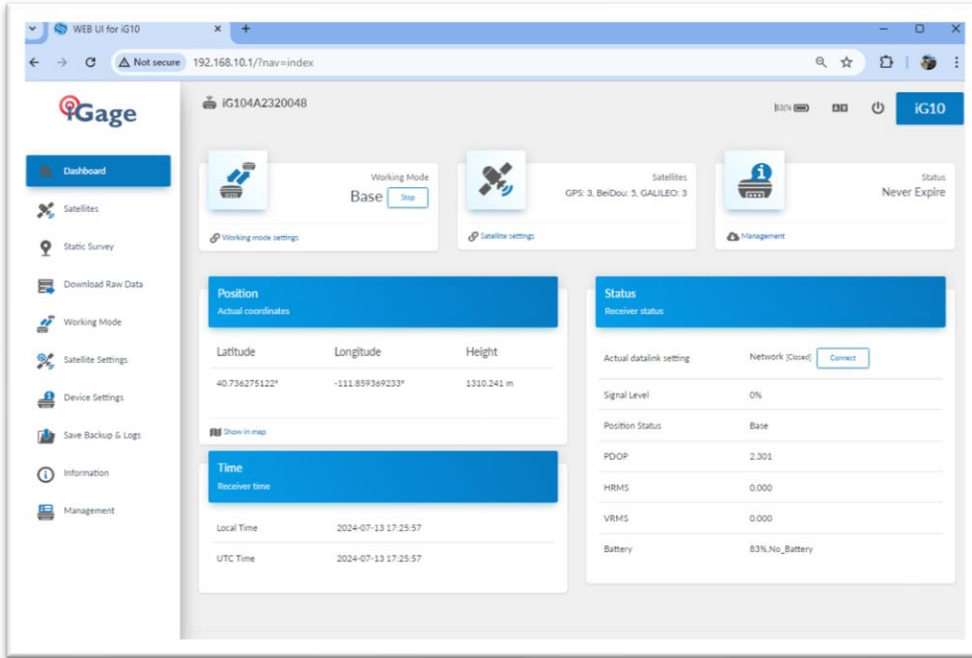 WEB UI for iG10
Not secure 192.168.10.1/?nav=index
iGage
iG104A2320048
83%
iG10
Dashboard
Satellites
Static Survey
Download Raw Data
Working Mode
Satellite Settings
Device Settings
Save Backup & Logs
Information
Management
Working Mode
Base Stop
Working mode settings
Satellites
GPS: 3, BeiDou: 5, GALILEO: 3
Satellite settings
Status
Never Expire
Management
Position
Actual coordinates
Latitude Longitude Height
40.736275122° -111.859369233° 1310.241 m
Show in map
Time
Receiver time
Local Time 2024-07-13 17:25:57
UTC Time 2024-07-13 17:25:57
Status
Receiver status
Actual datalink setting Network [Closed] Connect
Signal Level 0%
Position Status Base
PDOP 2.301
HRMS 0.000
VRMS 0.000
Battery 83%,No_Battery